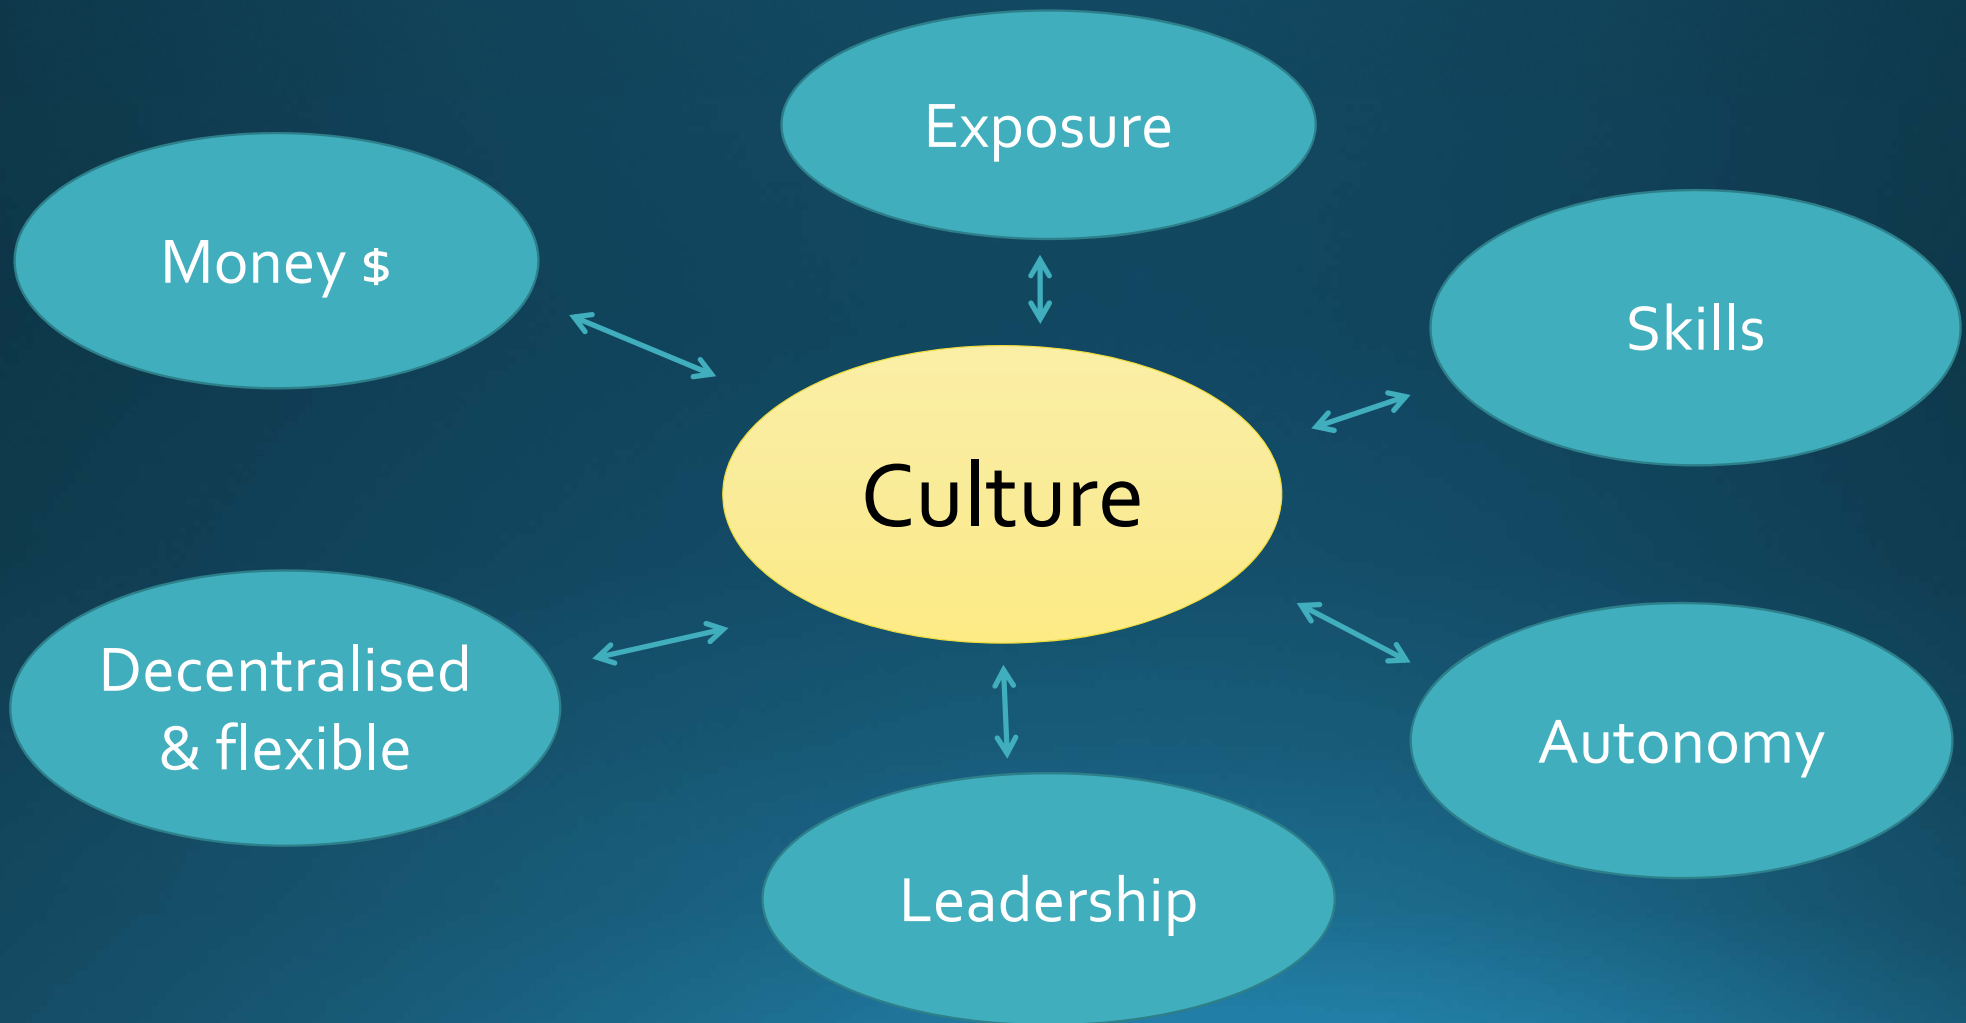 Exposure
Money $
Skills
Culture
Decentralised
& flexible
Autonomy
Leadership